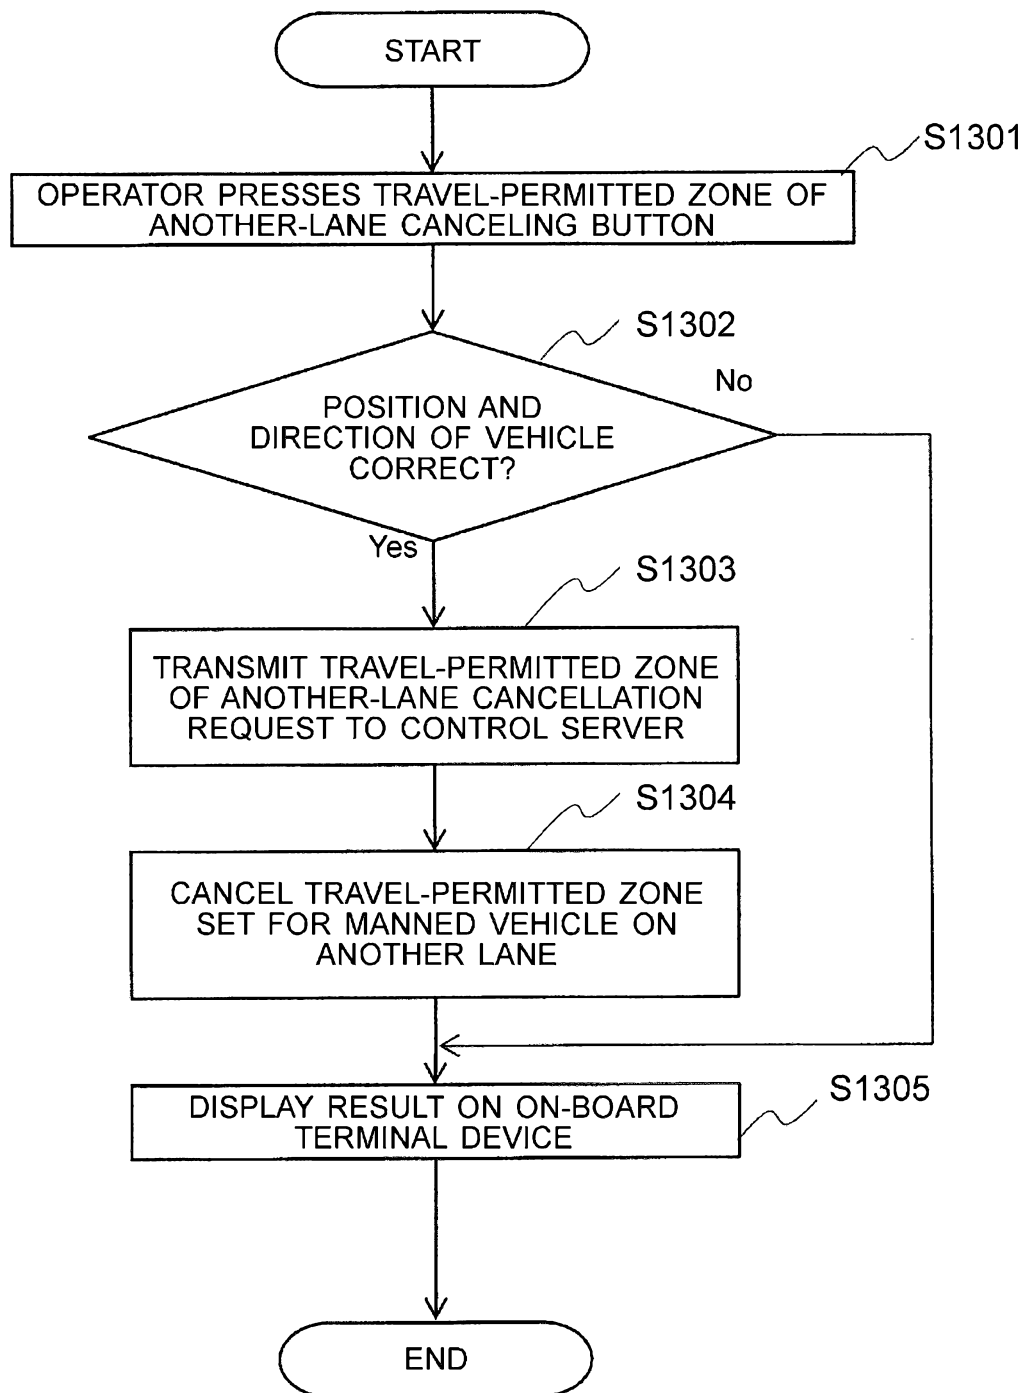 START
S1301
OPERATOR PRESSES TRAVEL-PERMITTED ZONE OF
ANOTHER-LANE CANCELING BUTTON
S1302
No
POSITION AND
DIRECTION OF VEHICLE
CORRECT?
Yes
S1303
TRANSMIT TRAVEL-PERMITTED ZONE
OF ANOTHER-LANE CANCELLATION
REQUEST TO CONTROL SERVER
S1304
CANCEL TRAVEL-PERMITTED ZONE
SET FOR MANNED VEHICLE ON
ANOTHER LANE
S1305
DISPLAY RESULT ON ON-BOARD
TERMINAL DEVICE
END